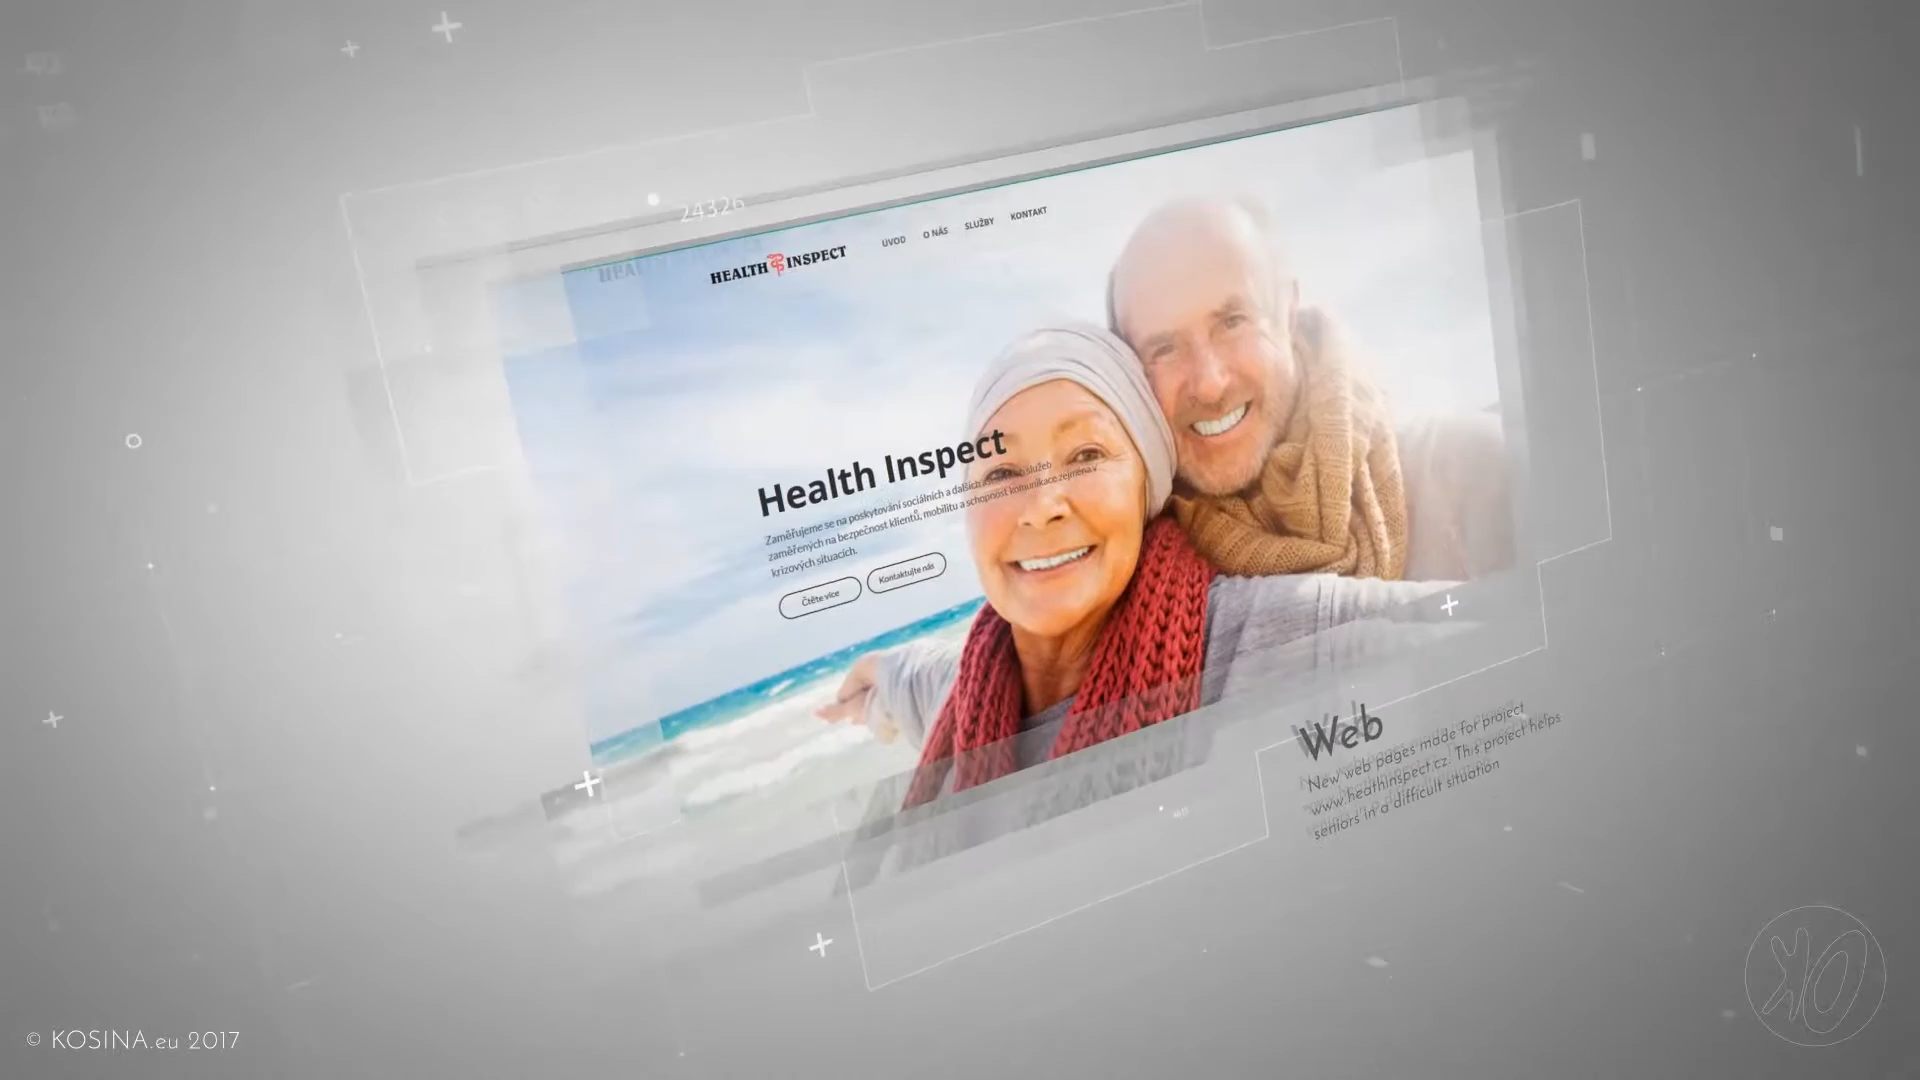 24326
HEALTH INSPECT
ÚVOD O NÁS SLUŽBY KONTAKT
Health Inspect
Zaměřujeme se na poskytování sociálních a dalších služeb
zaměřených na bezpečnost klientů, mobilitu a schopnost komunikace zejména v
krizových situacích.
Čtěte více Kontaktujte nás
Web
New web pages made for project
www.heathinspect.cz. This project helps
seniors in a difficult situation
© KOSINA.eu 2017